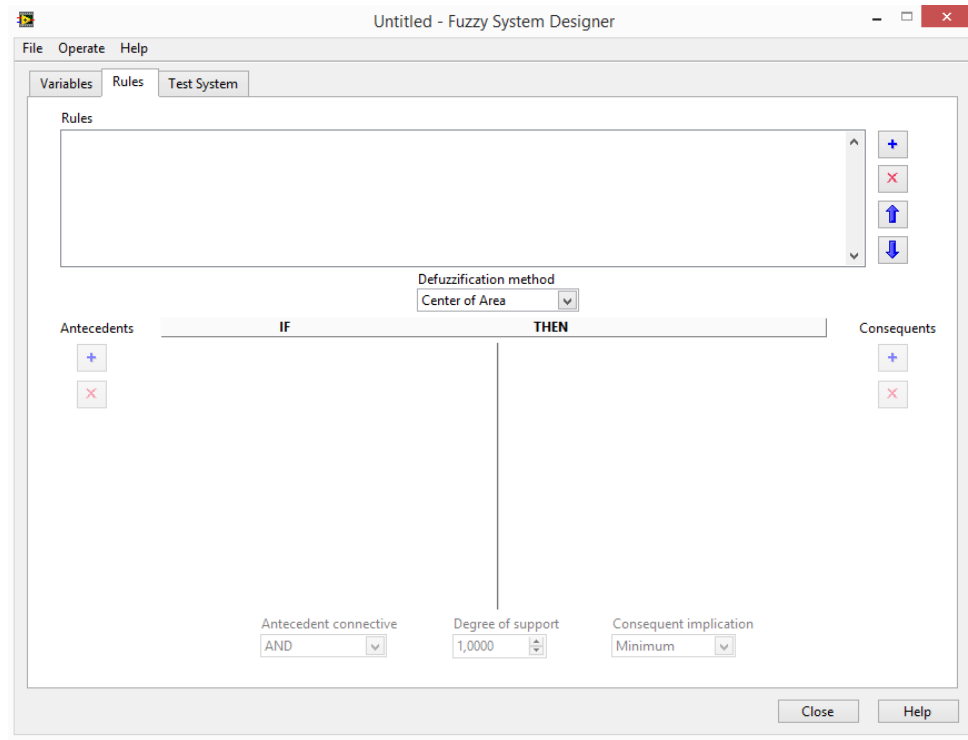 Untitled - Fuzzy System Designer
File Operate Help
Variables Rules Test System
Rules
Defuzzification method
Center of Area
Antecedents IF THEN Consequents
Antecedent connective Degree of support Consequent implication
AND 1,0000 Minimum
Close Help